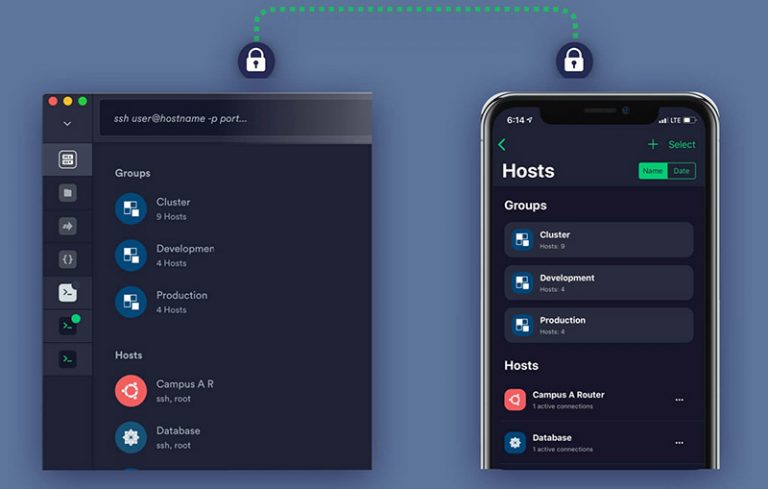 ssh user@hostname -p port...
Groups
Cluster
9 Hosts
Developmen
4 Hosts
Production
4 Hosts
Hosts
Campus A R
ssh, root
Database
ssh, root
6:14
LTE
+ Select
Hosts
Name Date
Groups
Cluster
Hosts: 9
Development
Hosts: 4
Production
Hosts: 4
Hosts
Campus A Router
1 active connections
Database
1 active connections